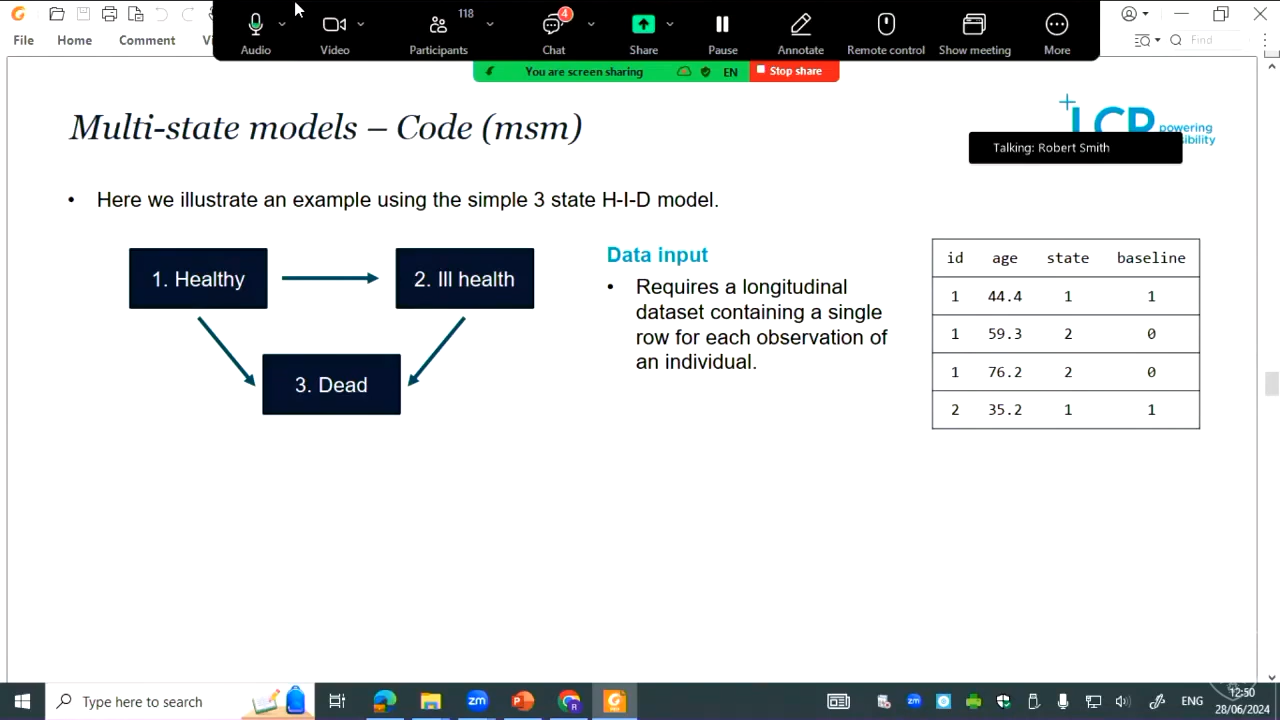 118
4
Audio
Video
Participants
Chat
Share
Pause
Annotate
Remote control
Show meeting
More
File
Home
Comment
Find
You are screen sharing
EN
Stop share
Multi-state models – Code (msm)
LCP powering
Talking: Robert Smith
• Here we illustrate an example using the simple 3 state H-I-D model.
1. Healthy
2. Ill health
3. Dead
Data input
• Requires a longitudinal
dataset containing a single
row for each observation of
an individual.
id age state baseline
1 44.4 1 1
1 59.3 2 0
1 76.2 2 0
2 35.2 1 1
Type here to search
zm
zm
ENG
12:50
28/06/2024